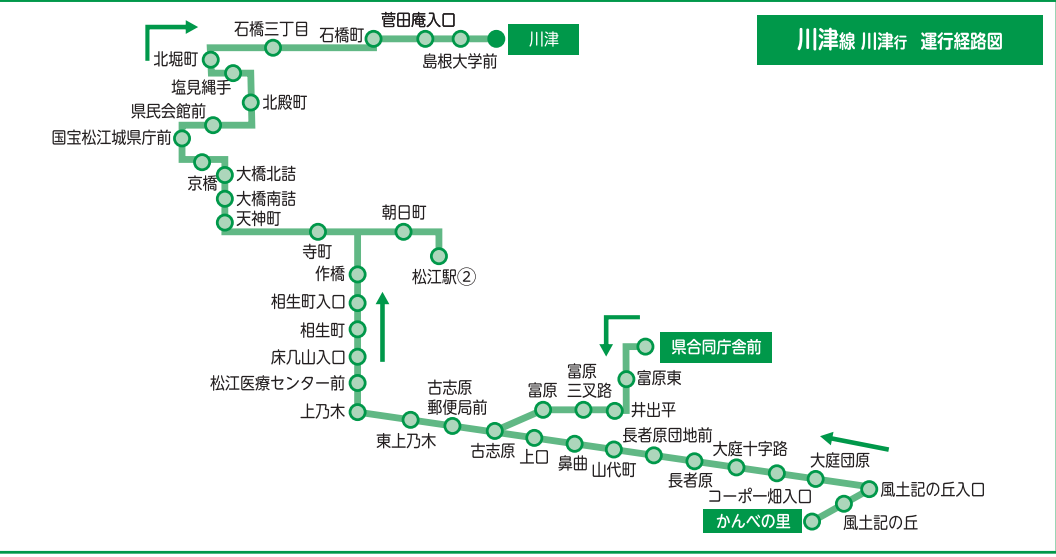 川津線 川津行 運行経路図
石橋三丁目
石橋町
菅田庵入口
川津
島根大学前
北堀町
塩見縄手
北殿町
県民会館前
国宝松江城県庁前
京橋
大橋北詰
大橋南詰
天神町
寺町
朝日町
松江駅②
作橋
相生町入口
相生町
床几山入口
松江医療センター前
上乃木
東上乃木
古志原
郵便局前
古志原
上口
鼻曲
山代町
長者原団地前
長者原
大庭十字路
コーポー畑入口
大庭団原
風土記の丘入口
風土記の丘
かんべの里
県合同庁舎前
富原東
井出平
富原
三叉路
富原